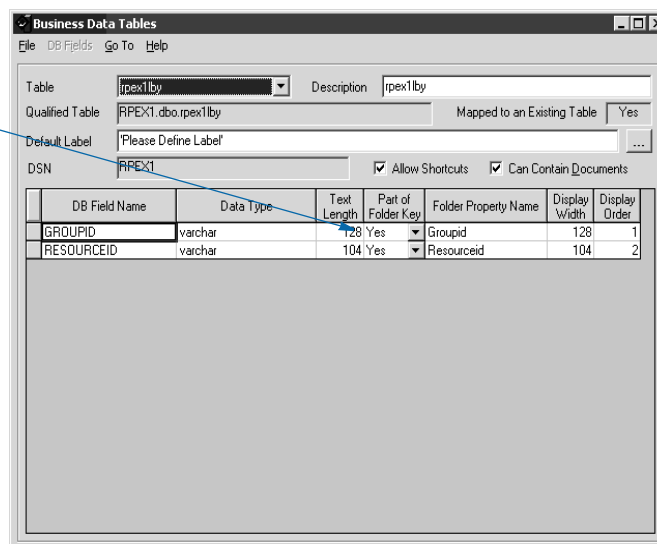 Business Data Tables
File DB Fields Go To Help
Table rpex1lby Description rpex1lby
Qualified Table RPEX1.dbo.rpex1lby Mapped to an Existing Table Yes
Default Label 'Please Define Label' ...
DSN RPEX1 Allow Shortcuts Can Contain Documents
DB Field Name Data Type Text Length Part of Folder Key Folder Property Name Display Width Display Order
GROUPID varchar 128 Yes Groupid 128 1
RESOURCEID varchar 104 Yes Resourceid 104 2